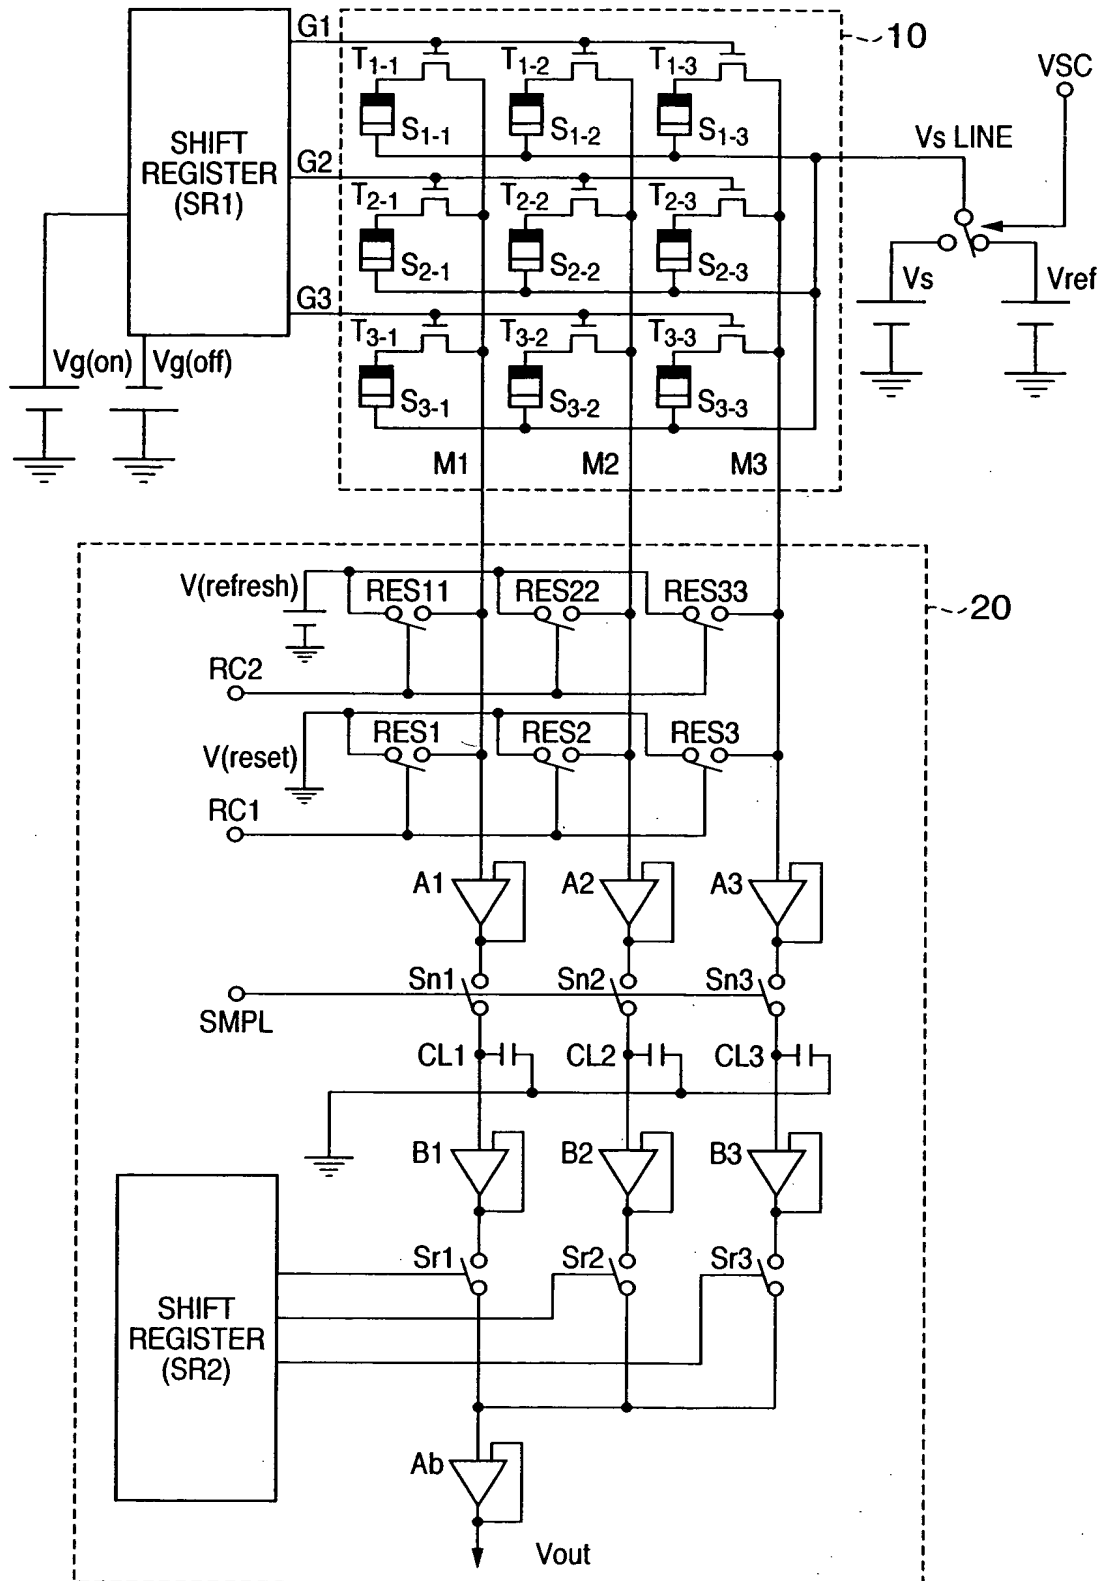 G1
10
T1-1
T1-2
T1-3
VSC
SHIFT
REGISTER
(SR1)
S1-1
S1-2
S1-3
Vs LINE
G2
T2-1
T2-2
T2-3
S2-1
S2-2
S2-3
Vs
Vref
G3
T3-1
T3-2
T3-3
Vg(on)
Vg(off)
S3-1
S3-2
S3-3
M1
M2
M3
V(refresh)
RES11
RES22
RES33
20
RC2
RES1
RES2
RES3
V(reset)
RC1
A1
A2
A3
Sn1
Sn2
Sn3
SMPL
CL1
CL2
CL3
B1
B2
B3
Sr1
Sr2
Sr3
SHIFT
REGISTER
(SR2)
Ab
Vout